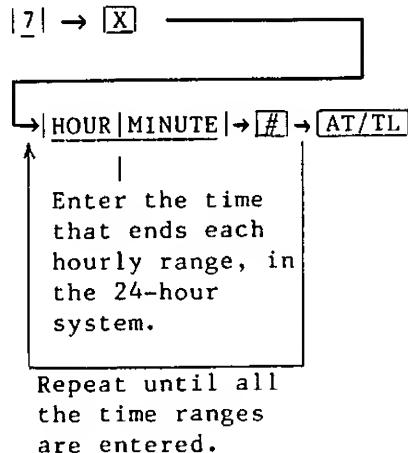 |7| → X
→|HOUR|MINUTE|→ # → AT/TL
Enter the time
that ends each
hourly range, in
the 24-hour
system.
Repeat until all
the time ranges
are entered.